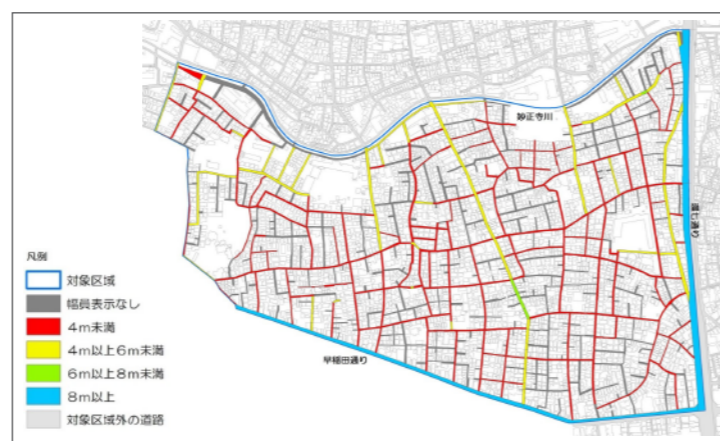 妙正寺川
環七通り
早稲田通り
凡例
対象区域
幅員表示なし
4m未満
4m以上6m未満
6m以上8m未満
8m以上
対象区域外の道路